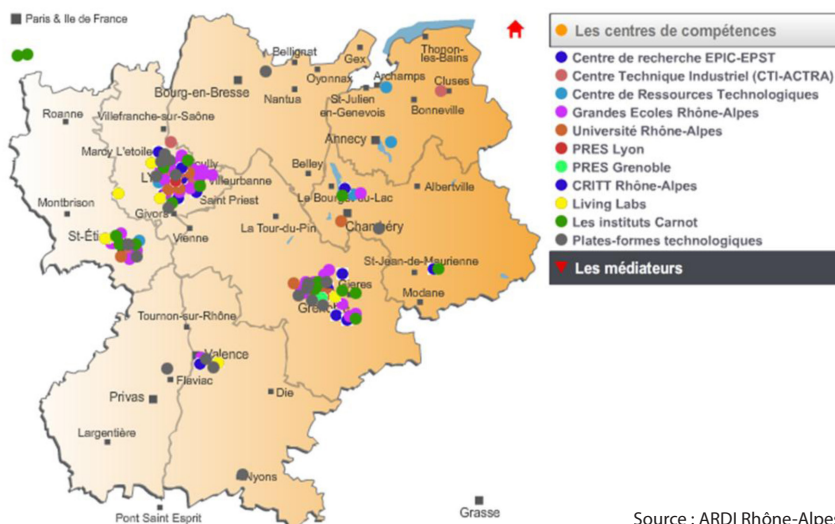 Paris & Ile de France
Bellignat
Gex
Thonon-
les-Bains
Oyonnax
Archamps
Cluses
Bourg-en-Bresse
Nantua
St-Julien
en-Genevois
Bonneville
Roanne
Villefranche-sur-Saône
Annecy
Marcy L'etoile
Belley
Villeurbanne
Le Bourget-du-Lac
Albertville
Montbrison
Saint Priest
Givors
La Tour-du-Pin
Chambéry
Vienne
St-Jean-de-Maurienne
Gieres
Modane
Tournon-sur-Rhône
Valence
Flaviac
Privas
Die
Largentière
Nyons
Pont Saint Esprit
Grasse
Les centres de compétences
Centre de recherche EPIC-EPST
Centre Technique Industriel (CTI-ACTRA)
Centre de Ressources Technologiques
Grandes Ecoles Rhône-Alpes
Université Rhône-Alpes
PRES Lyon
PRES Grenoble
CRITT Rhône-Alpes
Living Labs
Les instituts Carnot
Plates-formes technologiques
Les médiateurs
Source : ARDI Rhône-Alpes